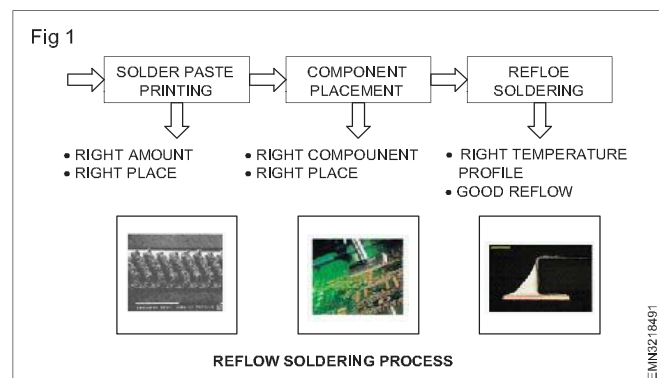 Fig 1
SOLDER PASTE
PRINTING
COMPONENT
PLACEMENT
REFLOE
SOLDERING
• RIGHT AMOUNT
• RIGHT PLACE
• RIGHT COMPOUNENT
• RIGHT PLACE
• RIGHT TEMPERATURE
PROFILE
• GOOD REFLOW
REFLOW SOLDERING PROCESS
EMN3218491